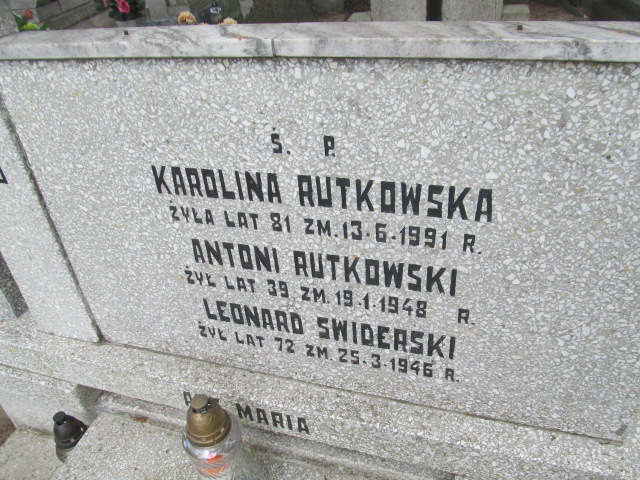 Ś. P.
KAROLINA RUTKOWSKA
ŻYŁA LAT 81 ZM. 13-6-1991 R.
ANTONI RUTKOWSKI
ŻYŁ LAT 39 ZM. 19.1-1948 R.
LEONARD SWIDERSKI
ŻYŁ LAT 72 ZM. 25-3-1946 R.
MARIA